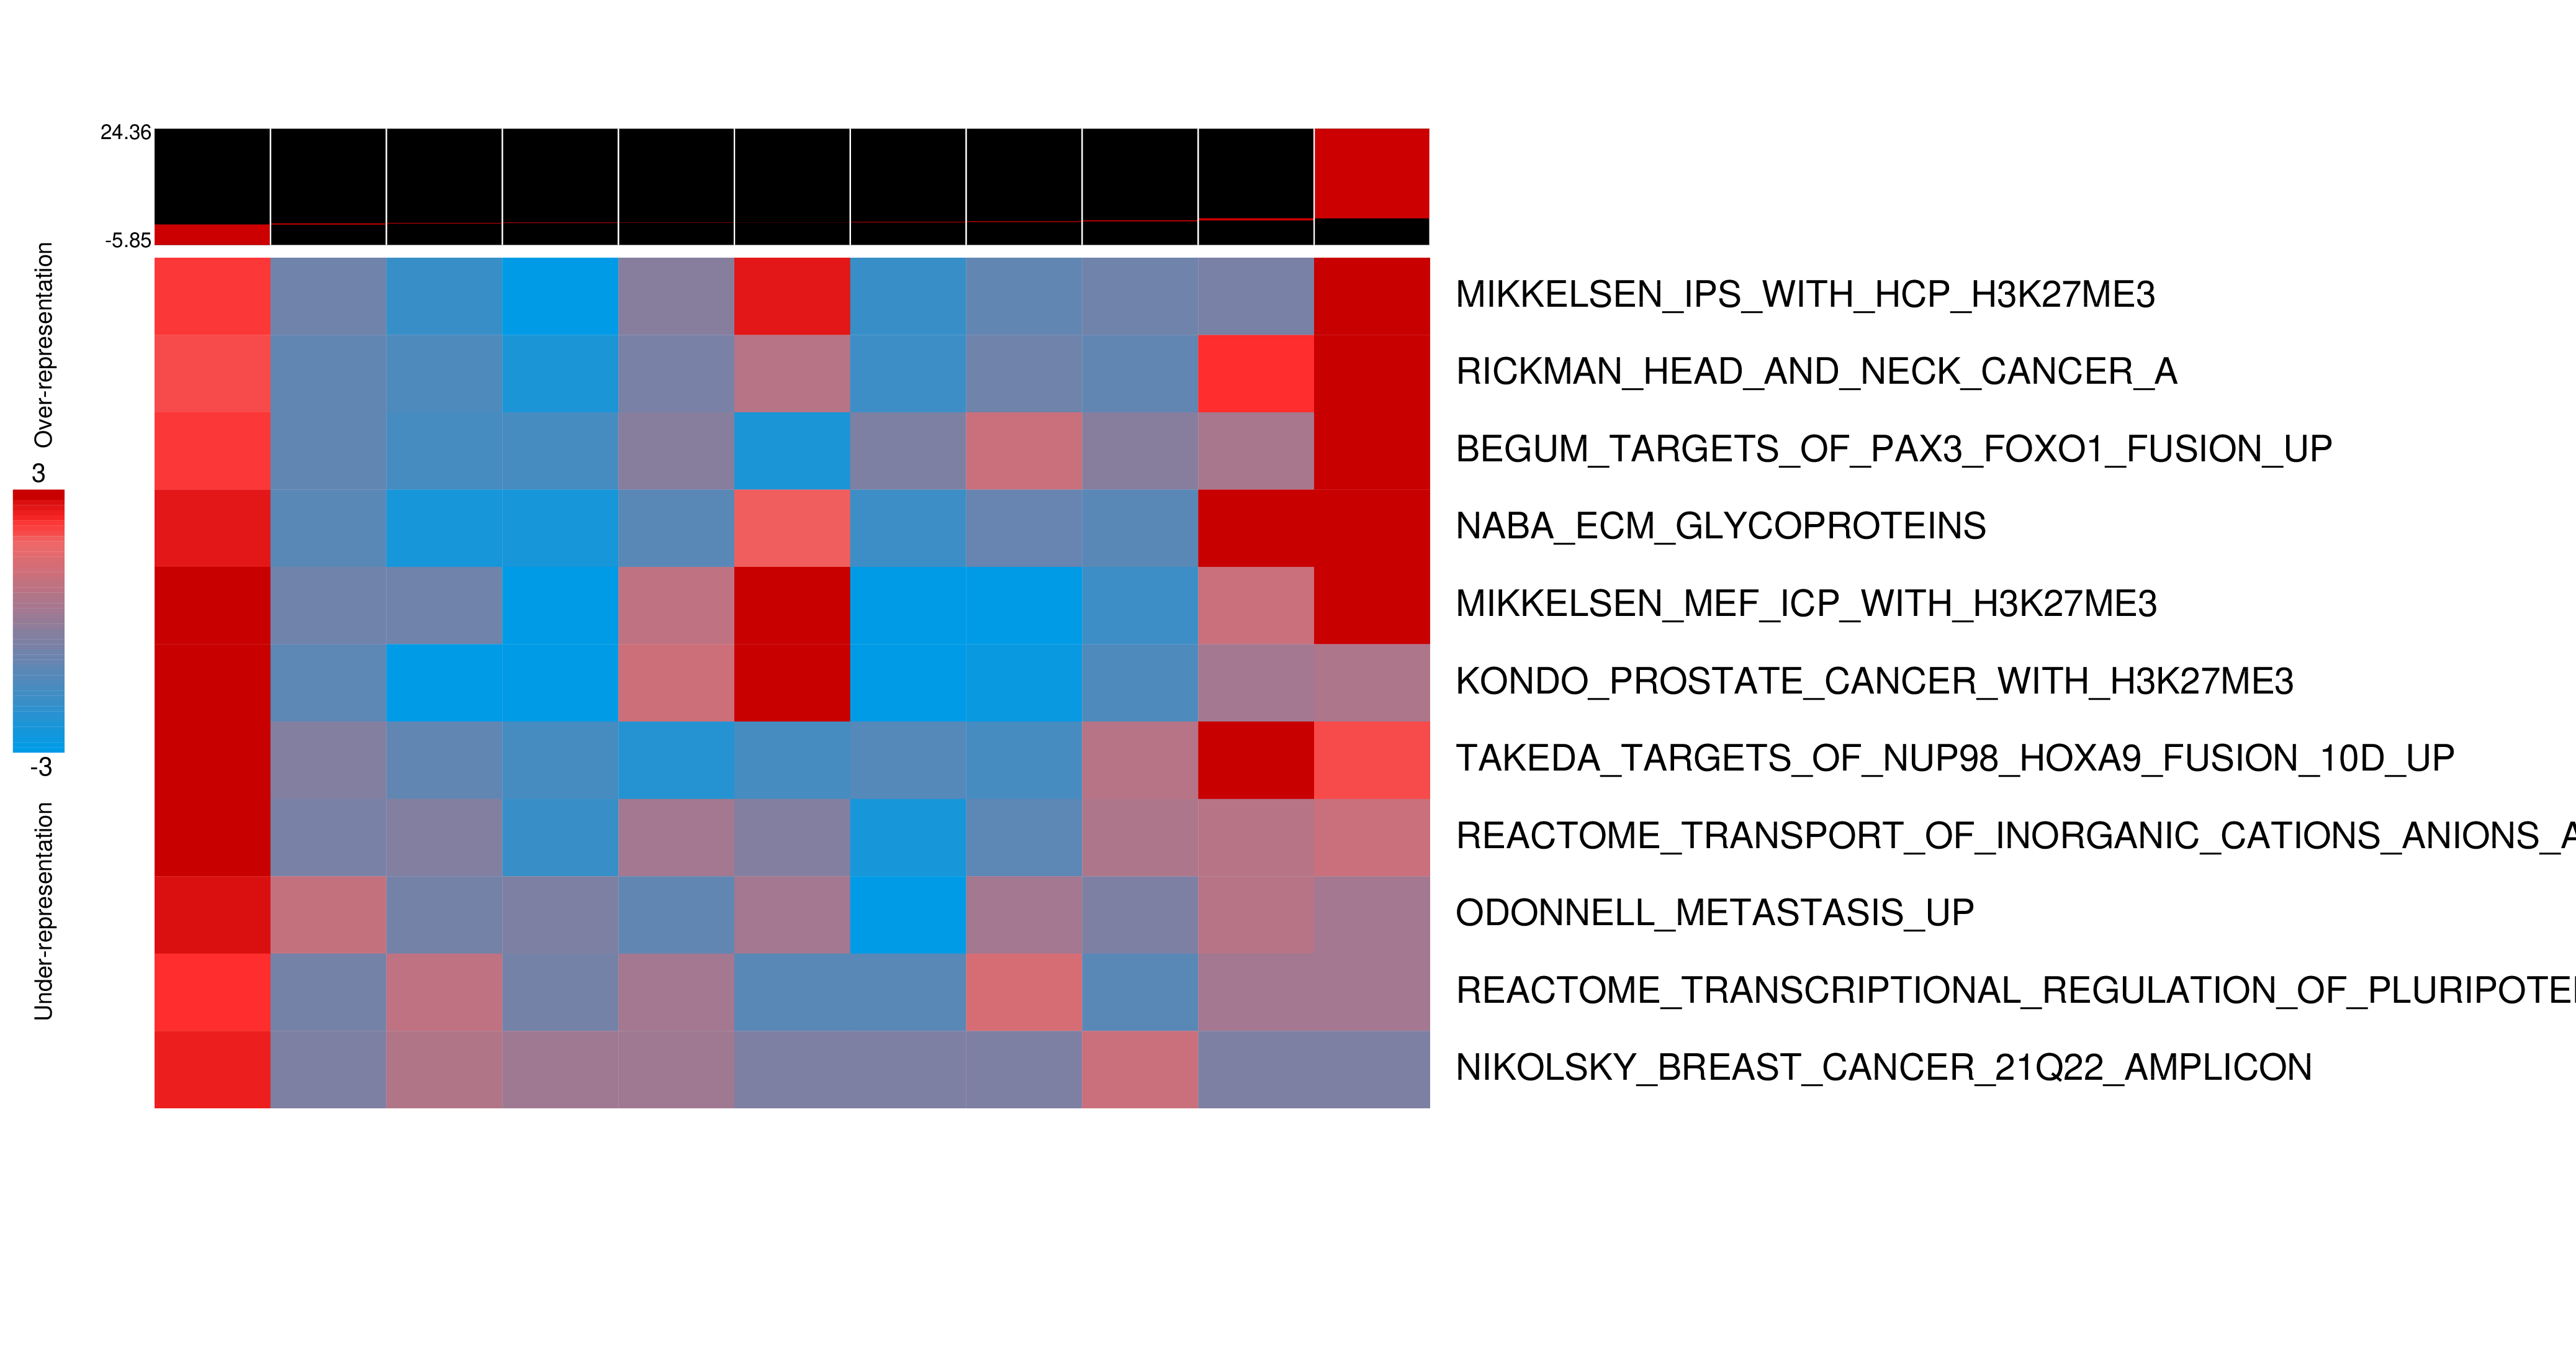 24.36
-5.85
Over-representation
3
-3
Under-representation
MIKKELSEN_IPS_WITH_HCP_H3K27ME3
RICKMAN_HEAD_AND_NECK_CANCER_A
BEGUM_TARGETS_OF_PAX3_FOXO1_FUSION_UP
NABA_ECM_GLYCOPROTEINS
MIKKELSEN_MEF_ICP_WITH_H3K27ME3
KONDO_PROSTATE_CANCER_WITH_H3K27ME3
TAKEDA_TARGETS_OF_NUP98_HOXA9_FUSION_10D_UP
REACTOME_TRANSPORT_OF_INORGANIC_CATIONS_ANIONS_A
ODONNELL_METASTASIS_UP
REACTOME_TRANSCRIPTIONAL_REGULATION_OF_PLURIPOTE
NIKOLSKY_BREAST_CANCER_21Q22_AMPLICON